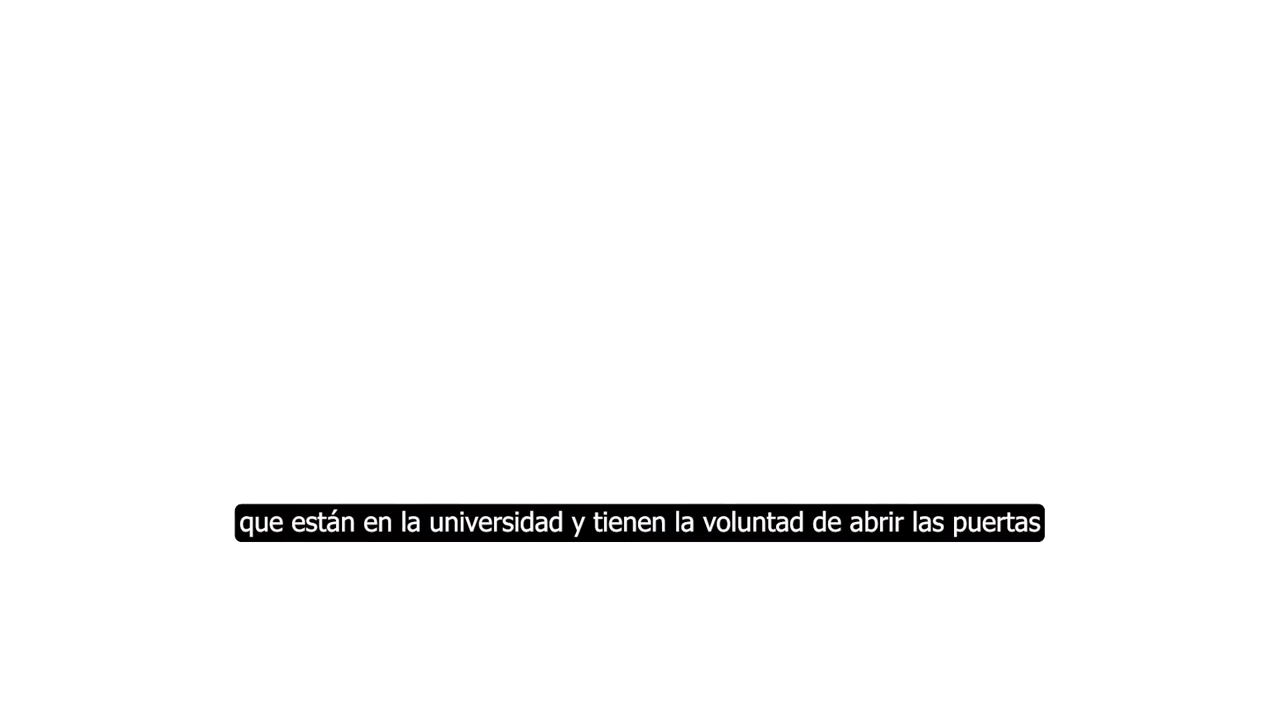 que están en la universidad y tienen la voluntad de abrir las puertas